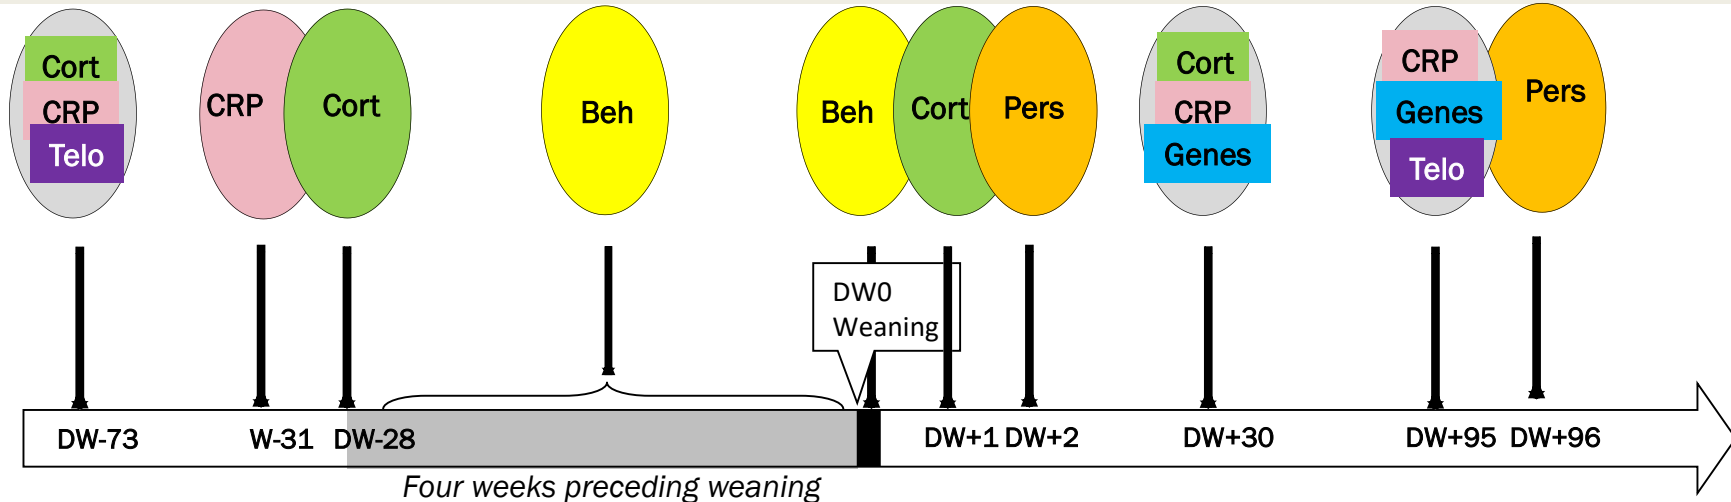 Cort
CRP
Telo
CRP
Cort
Beh
Beh
Cort
Pers
Cort
CRP
Genes
CRP
Genes
Telo
Pers
DW0
Weaning
DW-73
W-31
DW-28
DW+1
DW+2
DW+30
DW+95
DW+96
Four weeks preceding weaning